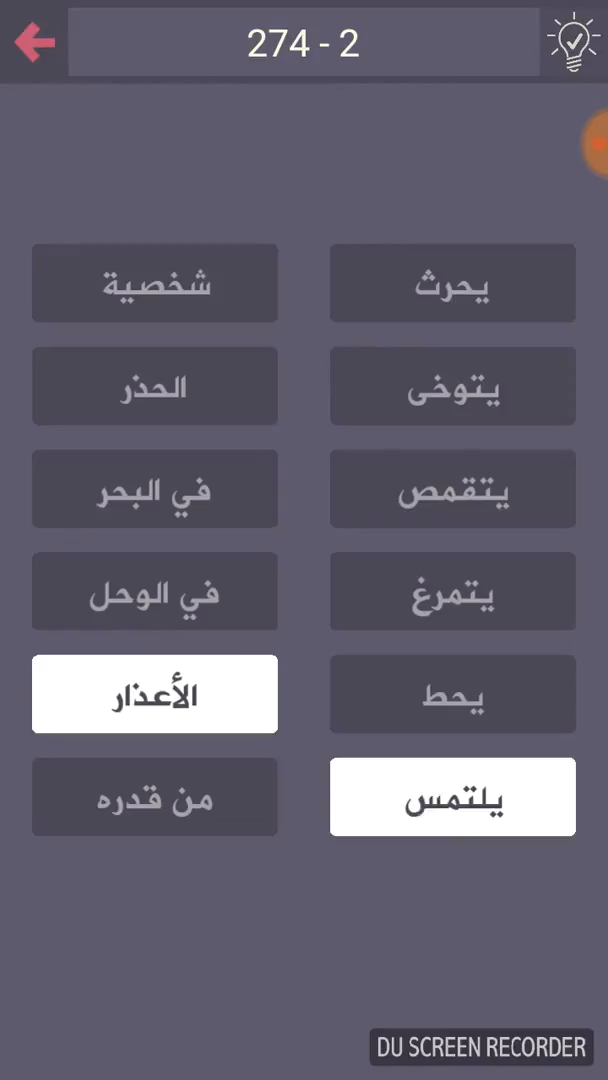 274 - 2
يحرث شخصية
يتوخى الحذر
يتقمص في البحر
يتمرغ في الوحل
يحط الأعذار
يلتمس من قدره
DU SCREEN RECORDER